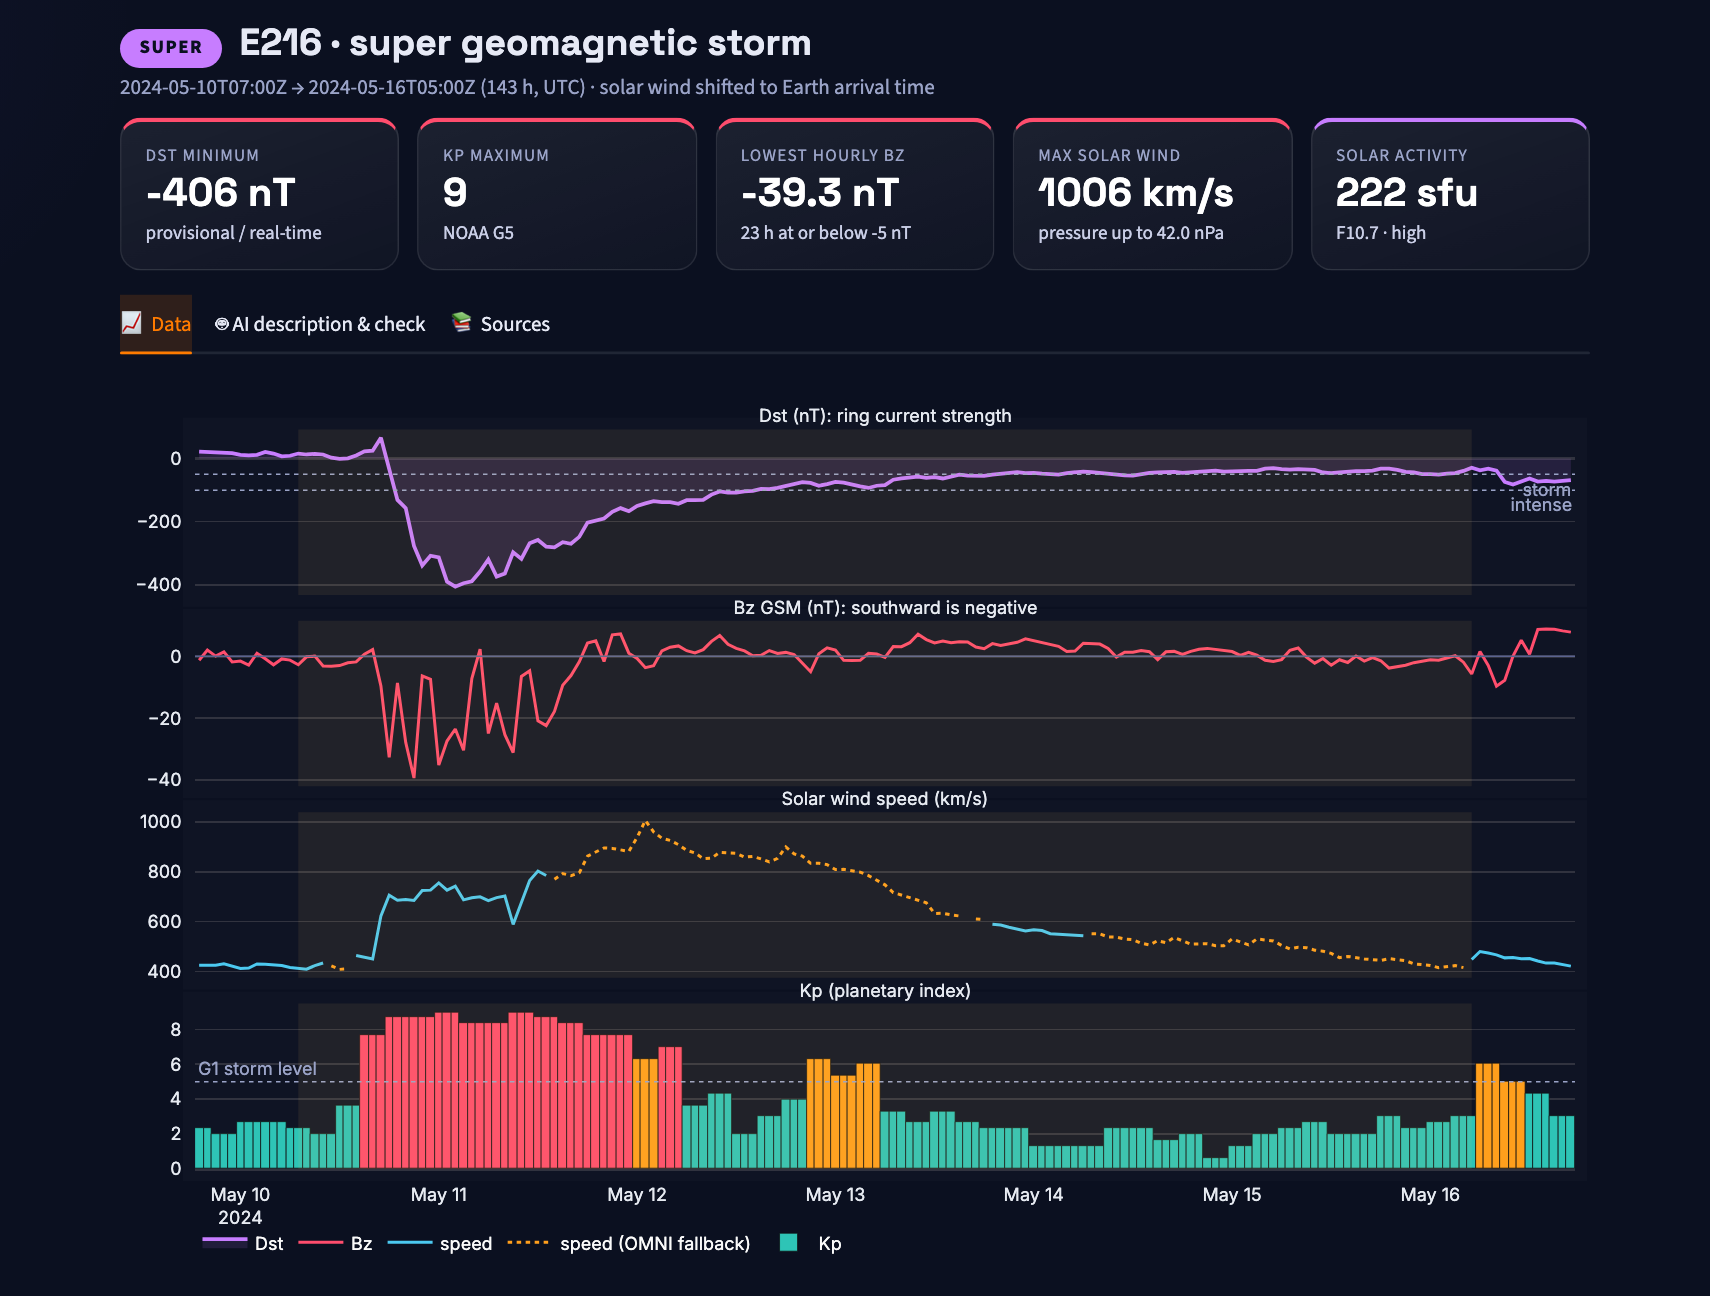 SUPER E216 · super geomagnetic storm
2024-05-10T07:00Z → 2024-05-16T05:00Z (143 h, UTC) · solar wind shifted to Earth arrival time
DST MINIMUM
-406 nT
provisional / real-time
KP MAXIMUM
9
NOAA G5
LOWEST HOURLY BZ
-39.3 nT
23 h at or below -5 nT
MAX SOLAR WIND
1006 km/s
pressure up to 42.0 nPa
SOLAR ACTIVITY
222 sfu
F10.7 · high
Data AI description & check Sources
Dst (nT): ring current strength
0
−200
−400
storm
intense
Bz GSM (nT): southward is negative
0
−20
−40
Solar wind speed (km/s)
1000
800
600
400
Kp (planetary index)
8
6
G1 storm level
4
2
0
May 10 May 11 May 12 May 13 May 14 May 15 May 16
2024
Dst Bz speed speed (OMNI fallback) Kp